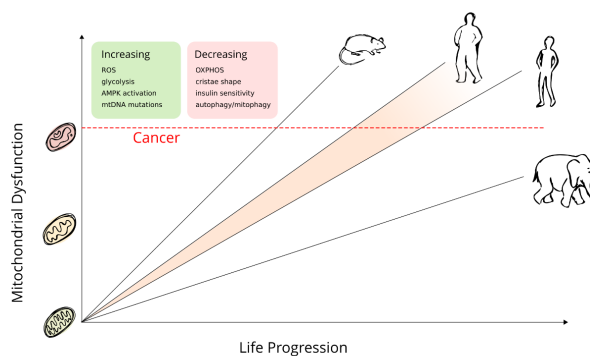 Increasing
ROS
glycolysis
AMPK activation
mtDNA mutations
Decreasing
OXPHOS
cristae shape
insulin sensitivity
autophagy/mitophagy
Cancer
Mitochondrial Dysfunction
Life Progression